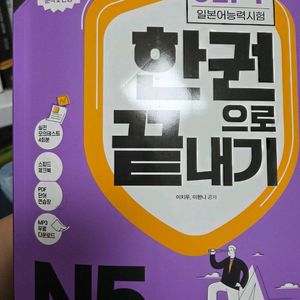 일본어능력시험
한권
으로
끝내기
이치우, 이한나 공저
실전
모의테스트
4회분
스피드
체크북
PDF
단어
연습장
MP3
무료
다운로드
N5